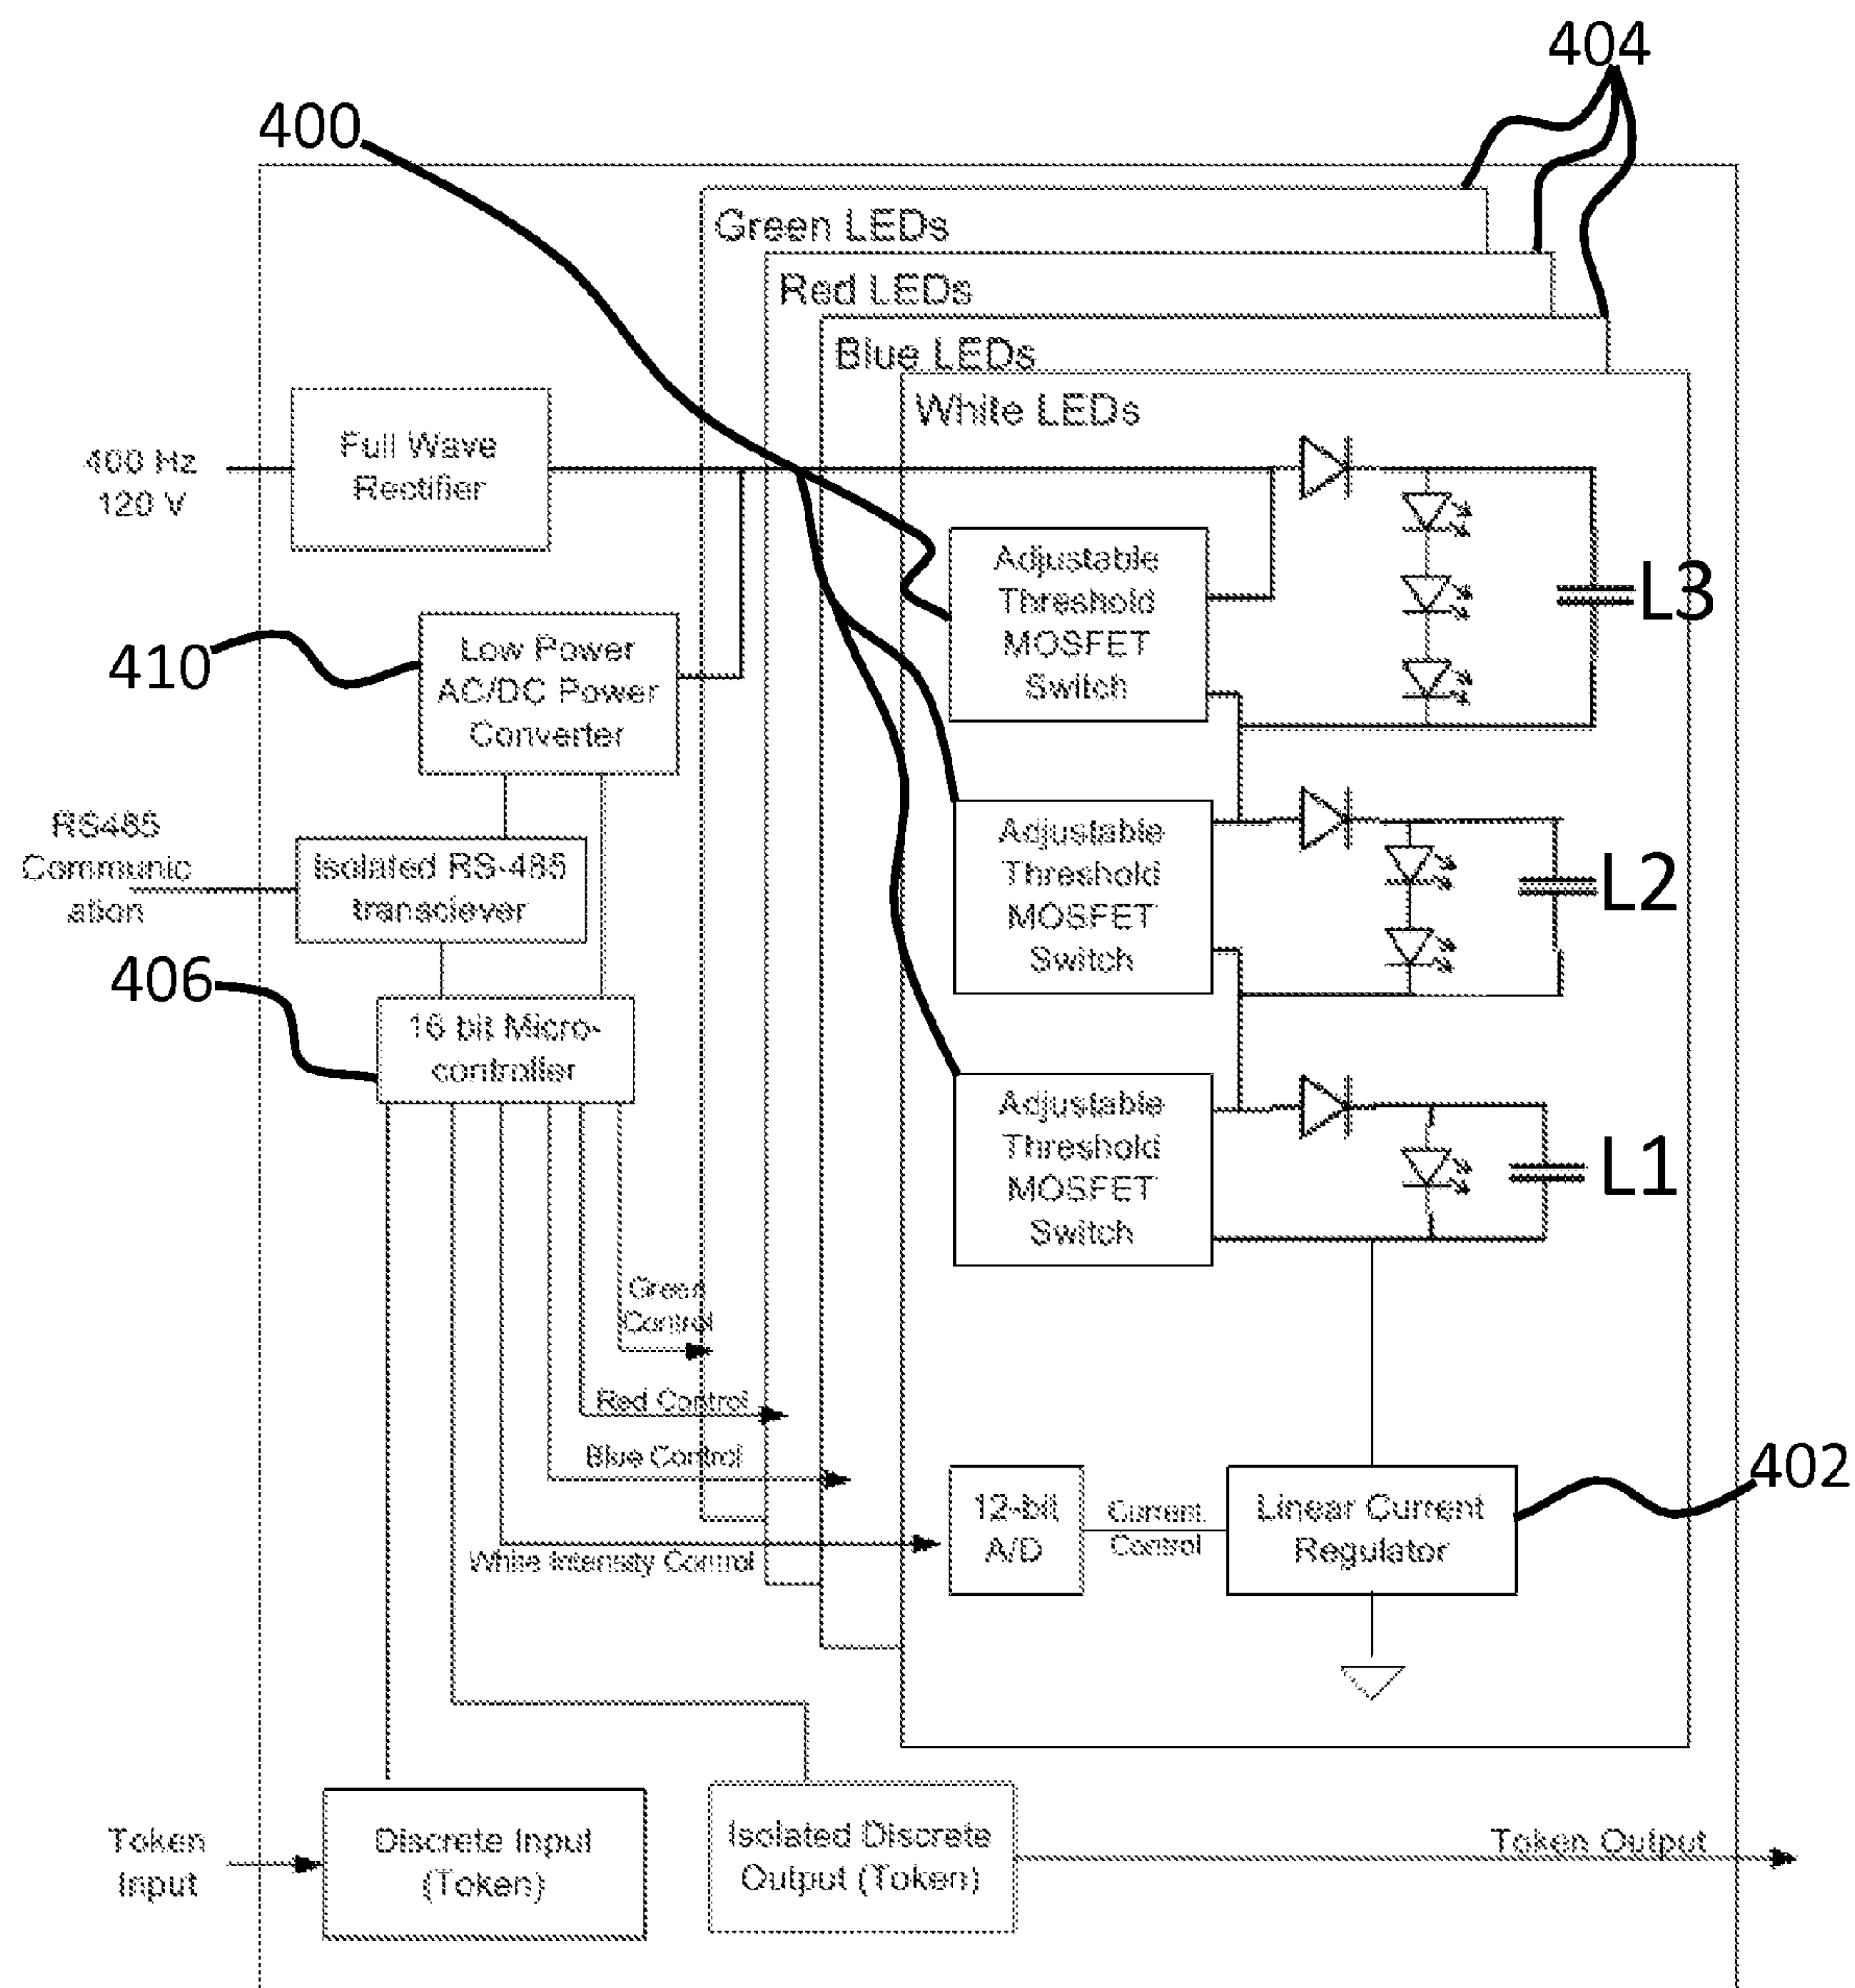 404
400
Green LEDs
Red LEDs
Blue LEDs
White LEDs
400 Hz
120 V
Full Wave
Rectifier
Adjustable
Threshold
MOSFET
Switch
L3
410
Low Power
AC/DC Power
Converter
RS485
Communic
ation
Isolated RS-485
transciever
Adjustable
Threshold
MOSFET
Switch
L2
406
16 bit Micro-
controller
Adjustable
Threshold
MOSFET
Switch
L1
Green
Control
Red Control
Blue Control
White Intensity Control
12-bit
A/D
Current
Control
Linear Current
Regulator
402
Token
Input
Discrete Input
(Token)
Isolated Discrete
Output (Token)
Token Output